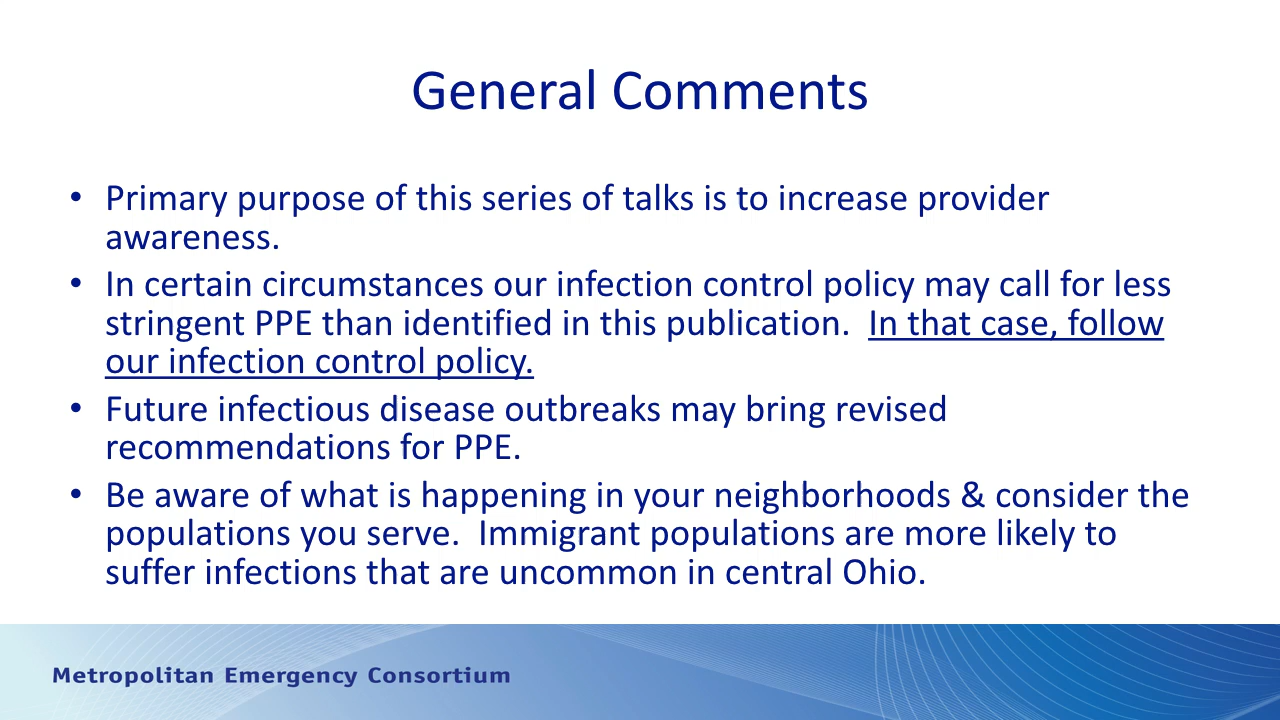 General Comments
• Primary purpose of this series of talks is to increase provider
awareness.
• In certain circumstances our infection control policy may call for less
stringent PPE than identified in this publication.  In that case, follow
our infection control policy.
• Future infectious disease outbreaks may bring revised
recommendations for PPE.
• Be aware of what is happening in your neighborhoods & consider the
populations you serve.  Immigrant populations are more likely to
suffer infections that are uncommon in central Ohio.
Metropolitan Emergency Consortium